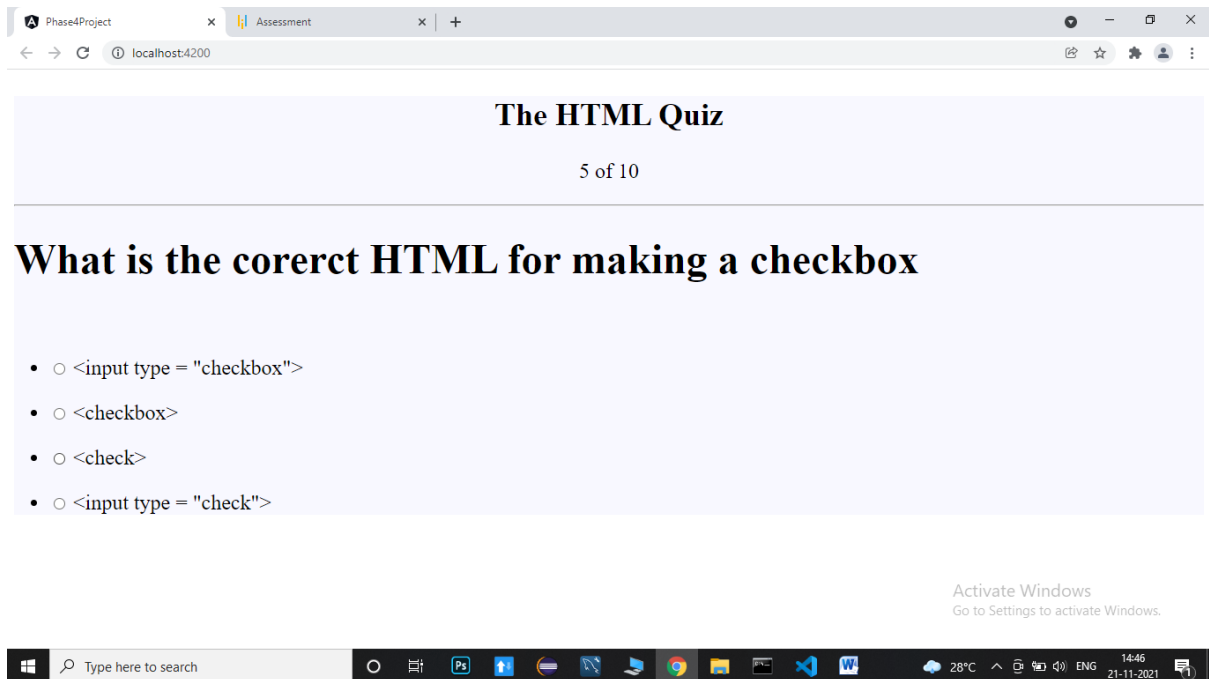 Phase4Project
Assessment
localhost:4200
The HTML Quiz
5 of 10
What is the corerct HTML for making a checkbox
<input type = "checkbox">
<checkbox>
<check>
<input type = "check">
Activate Windows
Go to Settings to activate Windows.
Type here to search
Ps
W
28°C
ENG
14:46
21-11-2021
1